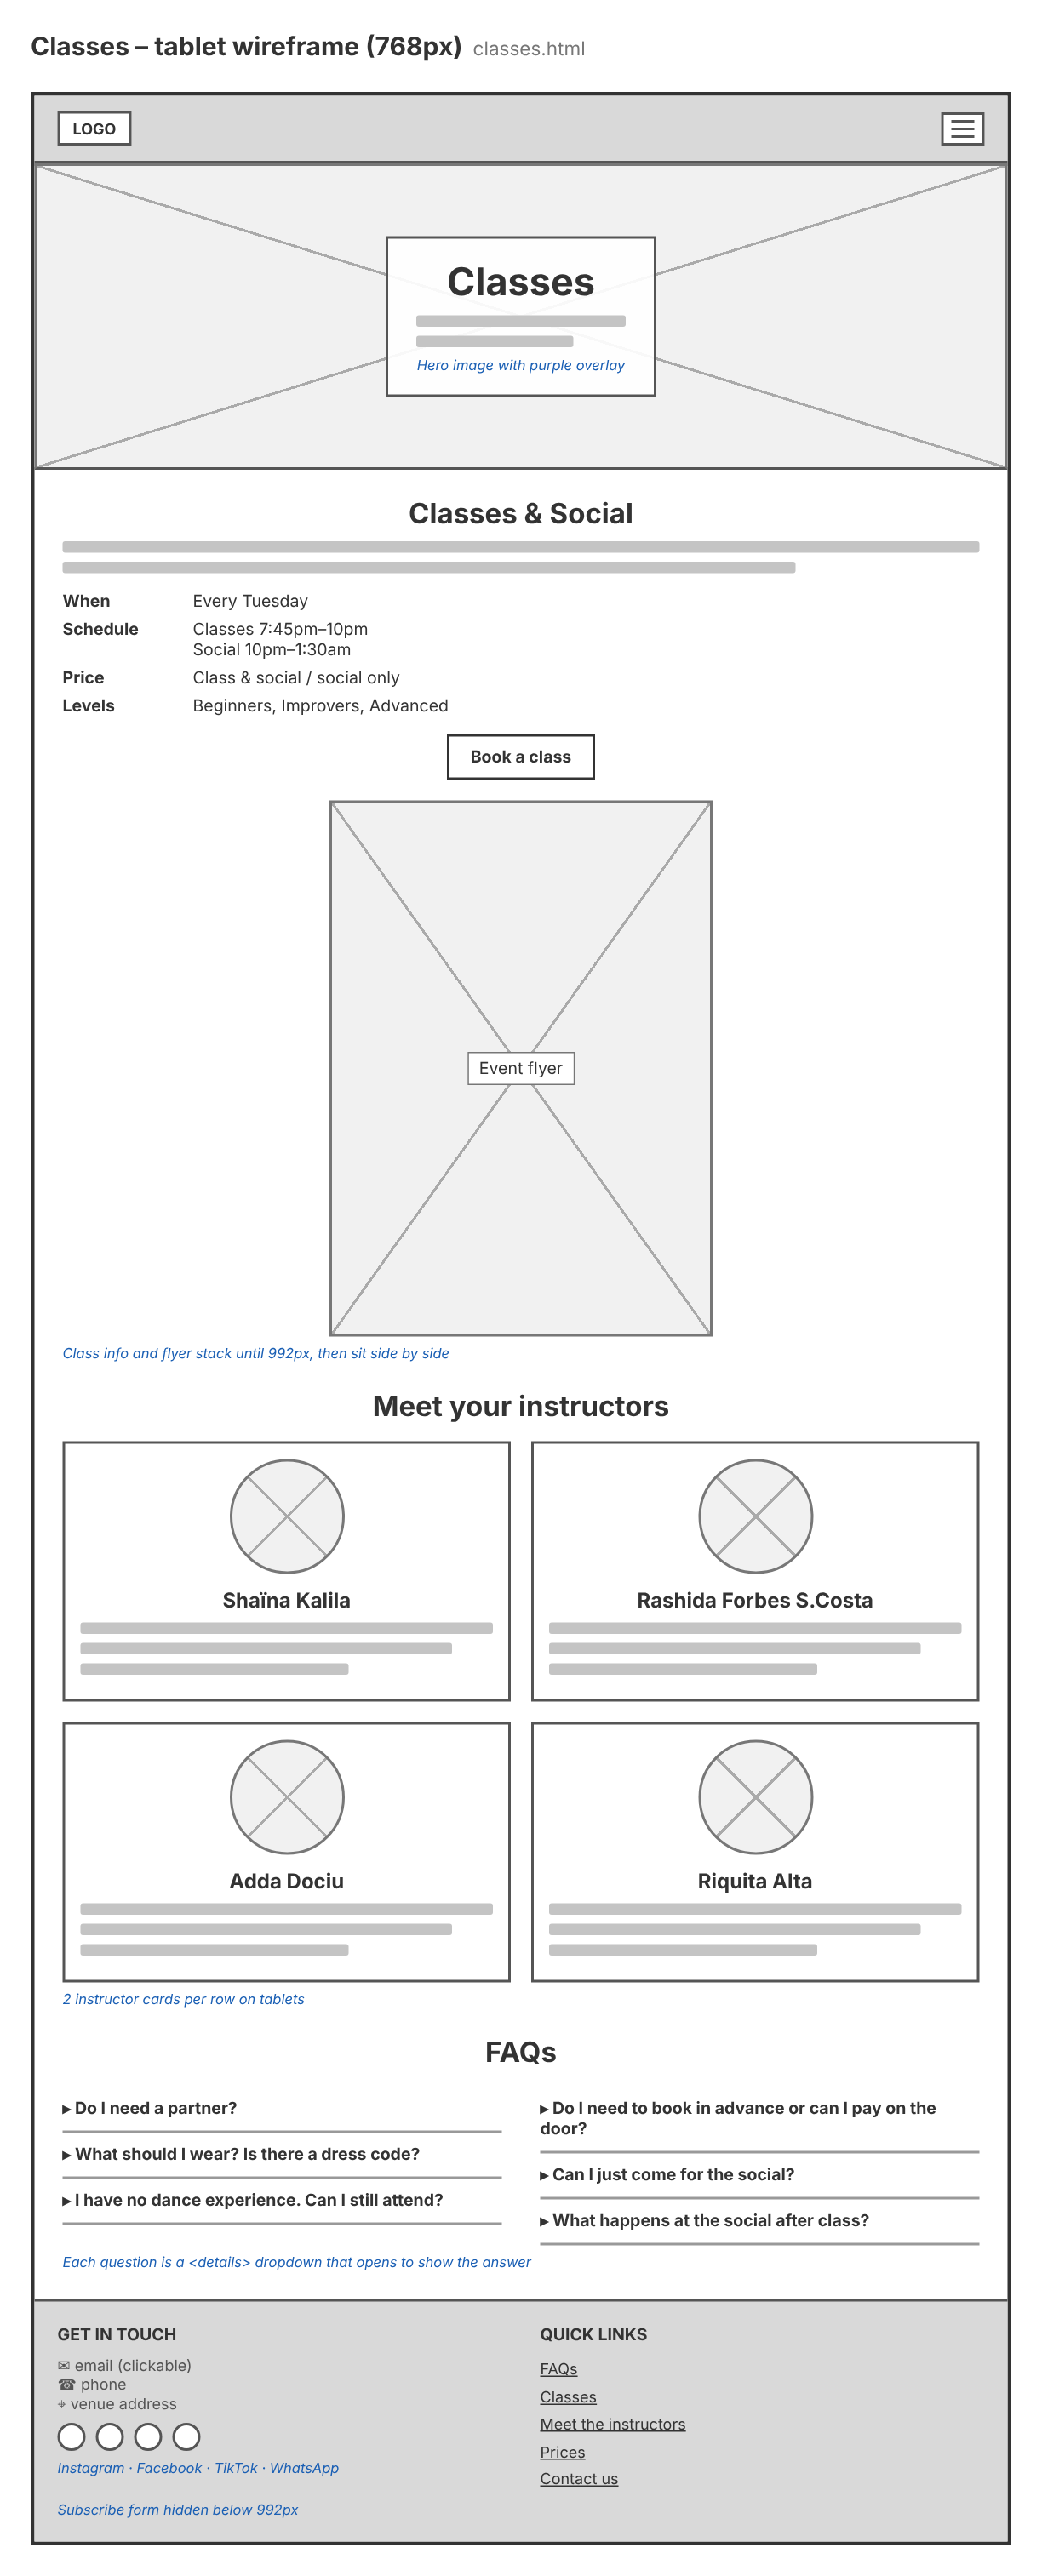 Classes – tablet wireframe (768px) classes.html
LOGO
Classes
Hero image with purple overlay
Classes & Social
When Every Tuesday
Schedule Classes 7:45pm–10pm
Social 10pm–1:30am
Price Class & social / social only
Levels Beginners, Improvers, Advanced
Book a class
Event flyer
Class info and flyer stack until 992px, then sit side by side
Meet your instructors
Shaïna Kalila
Rashida Forbes S.Costa
Adda Dociu
Riquita Alta
2 instructor cards per row on tablets
FAQs
▸ Do I need a partner?
▸ What should I wear? Is there a dress code?
▸ I have no dance experience. Can I still attend?
▸ Do I need to book in advance or can I pay on the
door?
▸ Can I just come for the social?
▸ What happens at the social after class?
Each question is a <details> dropdown that opens to show the answer
GET IN TOUCH
✉ email (clickable)
☎ phone
⌖ venue address
Instagram · Facebook · TikTok · WhatsApp
Subscribe form hidden below 992px
QUICK LINKS
FAQs
Classes
Meet the instructors
Prices
Contact us